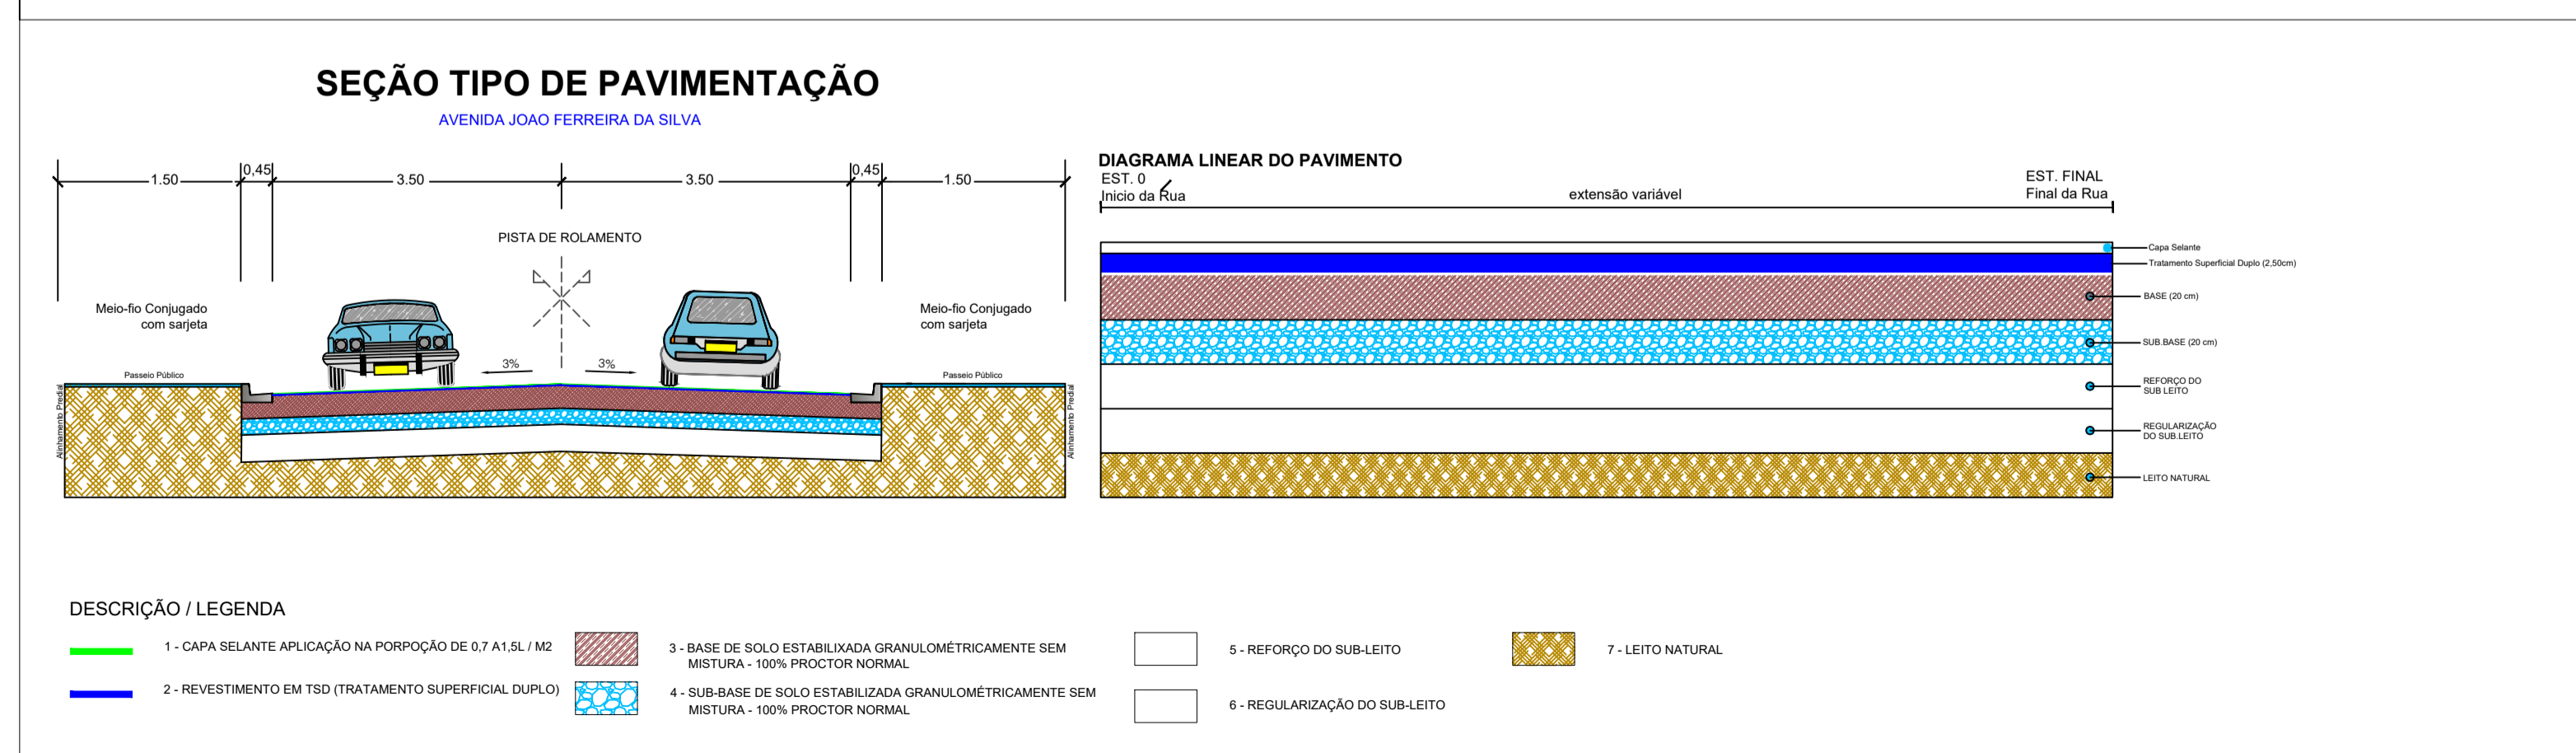 SEÇÃO TIPO DE PAVIMENTAÇÃO
AVENIDA JOAO FERREIRA DA SILVA
1.50
0,45
3.50
3.50
0,45
1.50
PISTA DE ROLAMENTO
Meio-fio Conjugado
com sarjeta
Meio-fio Conjugado
com sarjeta
3%
3%
Passeio Público
Passeio Público
Alinhamento Predial
Alinhamento Predial
DIAGRAMA LINEAR DO PAVIMENTO
EST. 0
Inicio da Rua
extensão variável
EST. FINAL
Final da Rua
Capa Selante
Tratamento Superficial Duplo (2,50cm)
BASE (20 cm)
SUB.BASE (20 cm)
REFORÇO DO
SUB LEITO
REGULARIZAÇÃO
DO SUB.LEITO
LEITO NATURAL
DESCRIÇÃO / LEGENDA
1 - CAPA SELANTE APLICAÇÃO NA PORPOÇÃO DE 0,7 A1,5L / M2
2 - REVESTIMENTO EM TSD (TRATAMENTO SUPERFICIAL DUPLO)
3 - BASE DE SOLO ESTABILIXADA GRANULOMÉTRICAMENTE SEM
MISTURA - 100% PROCTOR NORMAL
4 - SUB-BASE DE SOLO ESTABILIZADA GRANULOMÉTRICAMENTE SEM
MISTURA - 100% PROCTOR NORMAL
5 - REFORÇO DO SUB-LEITO
6 - REGULARIZAÇÃO DO SUB-LEITO
7 - LEITO NATURAL